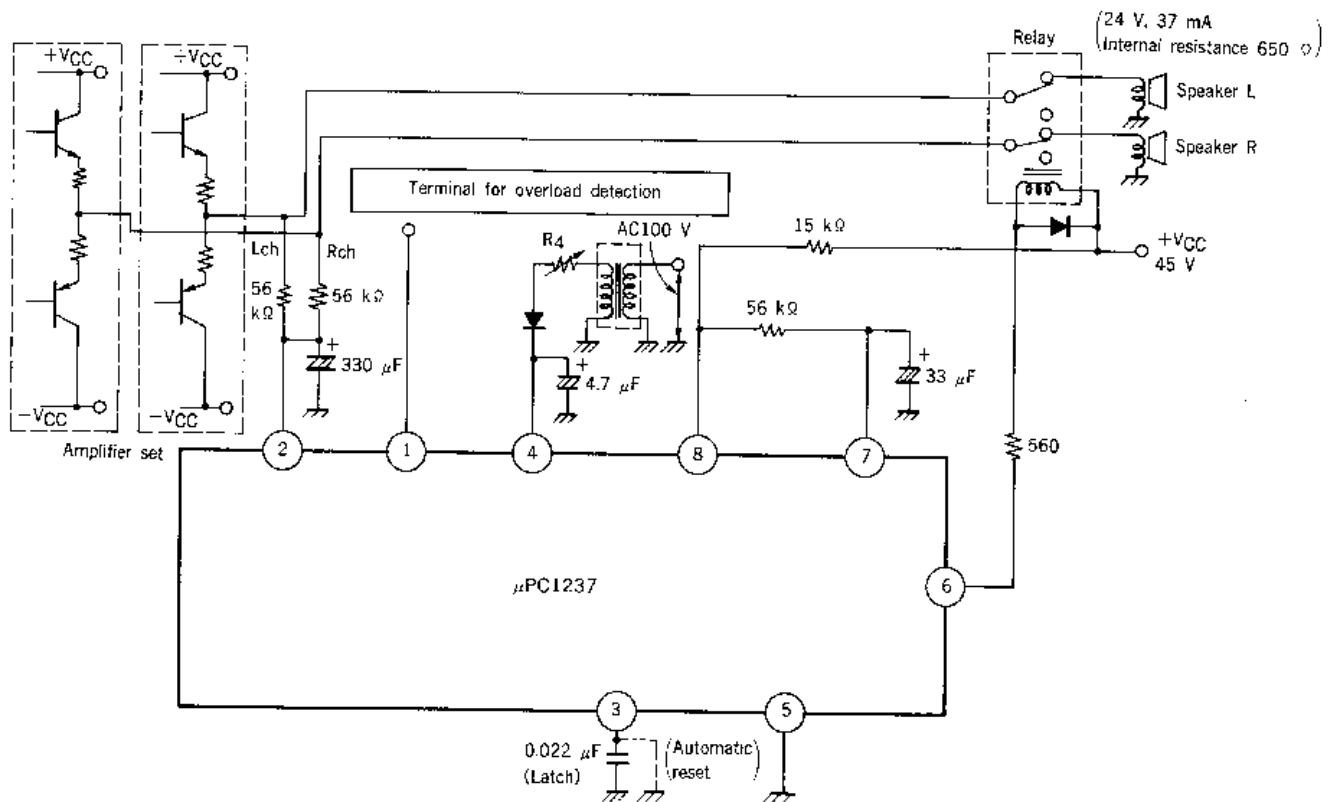 +VCC
÷VCC
Relay
(24 V, 37 mA
Internal resistance 650 Ω)
Speaker L
Speaker R
Terminal for overload detection
AC100 V
R4
15 kΩ
+VCC
45 V
Lch
Rch
56
kΩ
56 kΩ
56 kΩ
+
330 μF
+
4.7 μF
+
33 μF
-VCC
-VCC
Amplifier set
560
2
1
4
8
7
6
μPC1237
3
5
0.022 μF
(Latch)
(Automatic
reset)